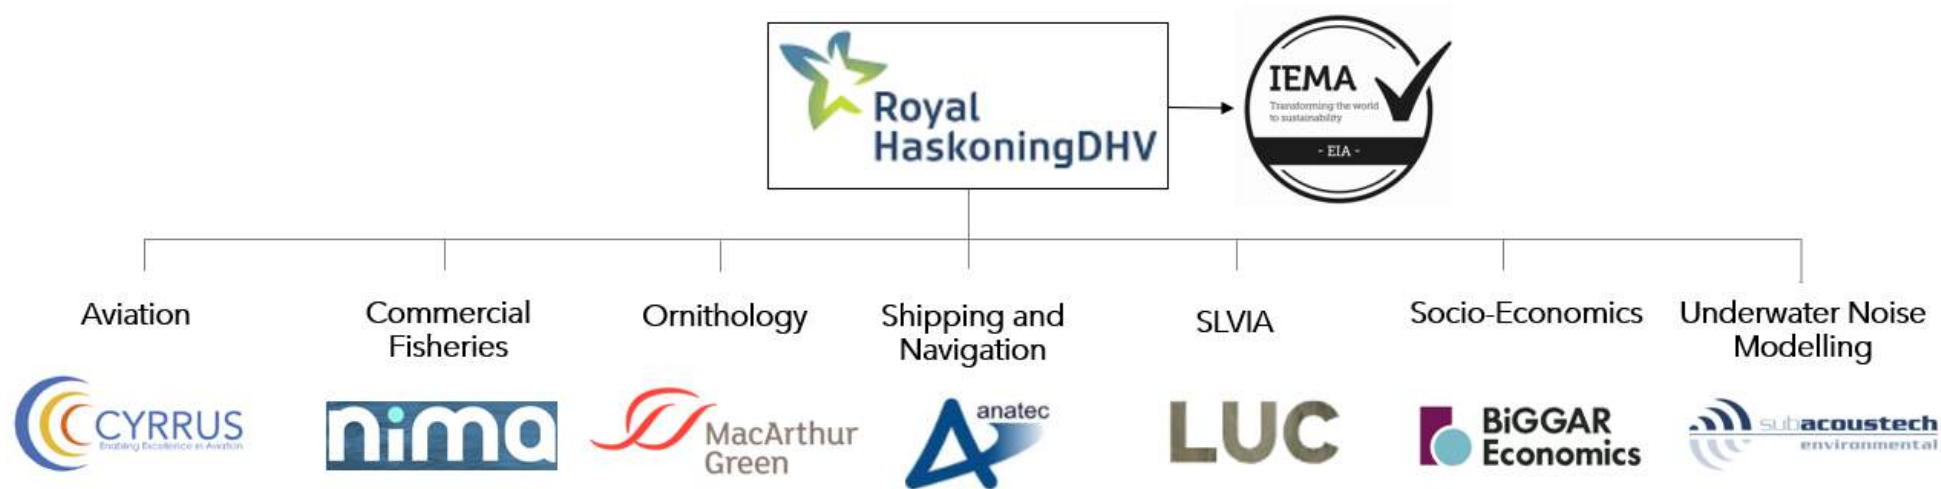 Royal
HaskoningDHV
IEMA
Transforming the world
to sustainability
- EIA -
Aviation
Commercial
Fisheries
Ornithology
Shipping and
Navigation
SLVIA
Socio-Economics
Underwater Noise
Modelling
CYRRUS
Enabling Excellence in Aviation
nima
MacArthur
Green
anatec
LUC
BiGGAR
Economics
subacoustech
environmental